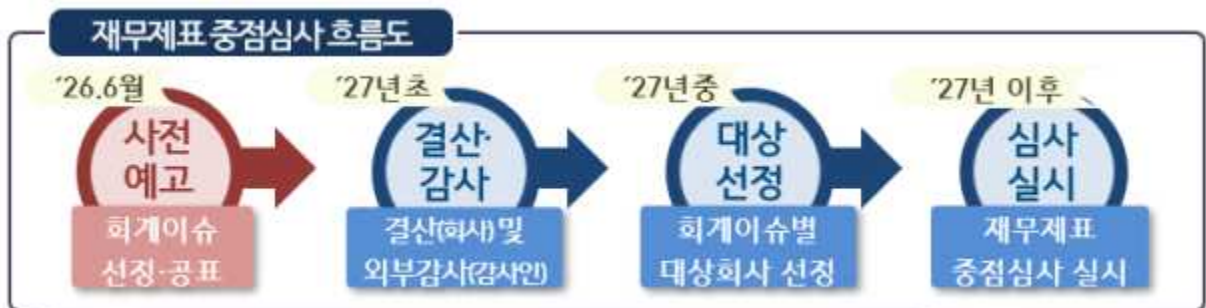 재무제표 중점심사 흐름도
´26.6월
사전
예고
회계이슈
선정·공표
´27년 초
결산·
감사
결산(회사) 및
외부감사(감사인)
´27년 중
대상
선정
회계이슈별
대상회사 선정
´27년 이후
심사
실시
재무제표
중점심사 실시